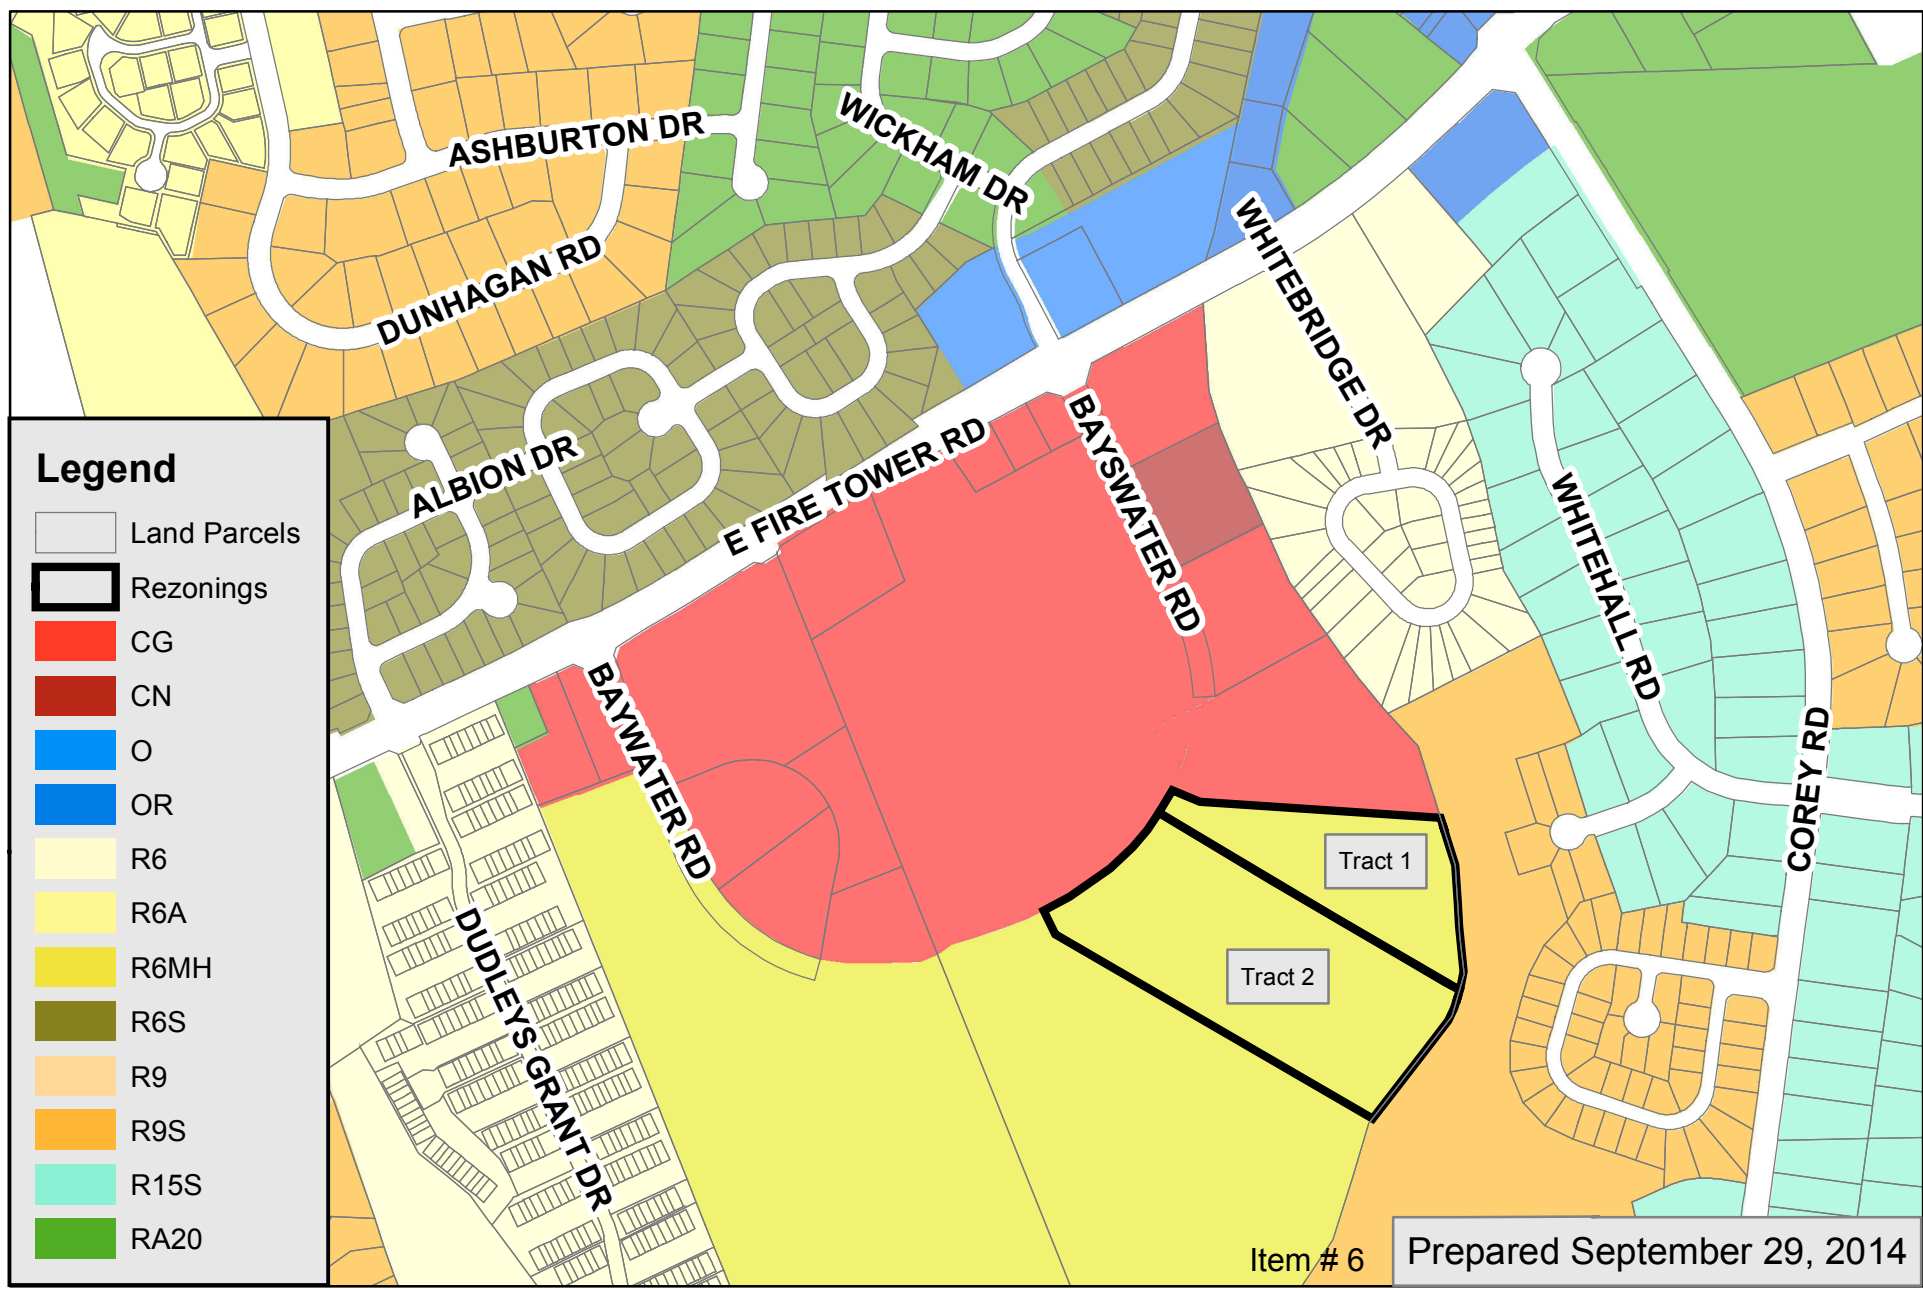 ASHBURTON DR
WICKHAM DR
WHITEBRIDGE DR
DUNHAGAN RD
ALBION DR
E FIRE TOWER RD
BAYSWATER RD
WHITEHALL RD
BAYWATER RD
COREY RD
DUDLEYS GRANT DR
Tract 1
Tract 2
Legend
Land Parcels
Rezonings
CG
CN
O
OR
R6
R6A
R6MH
R6S
R9
R9S
R15S
RA20
Item # 6
Prepared September 29, 2014